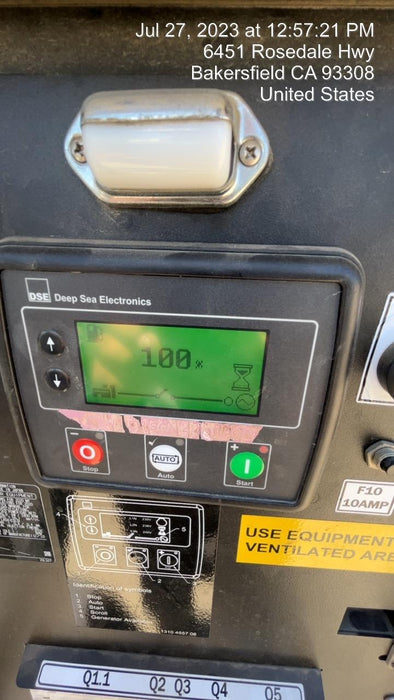 Jul 27, 2023 at 12:57:21 PM
6451 Rosedale Hwy
Bakersfield CA 93308
United States
DSE Deep Sea Electronics
100 %
Stop
AUTO
Auto
Start
F10
10AMP
USE EQUIPMENT
VENTILATED ARE
Identification of symbols
1 Stop
2 Auto
3 Start
4 Scroll
5 Generator
Q1.1 Q2 Q3 Q4 Q5